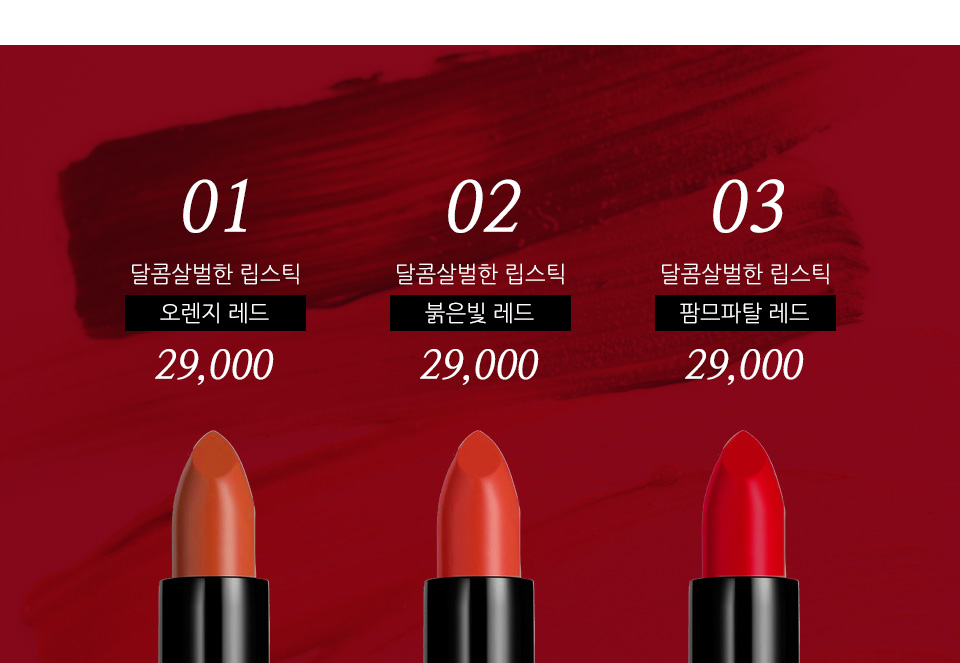 01
달콤살벌한 립스틱
오렌지 레드
29,000
02
달콤살벌한 립스틱
붉은빛 레드
29,000
03
달콤살벌한 립스틱
팜므파탈 레드
29,000